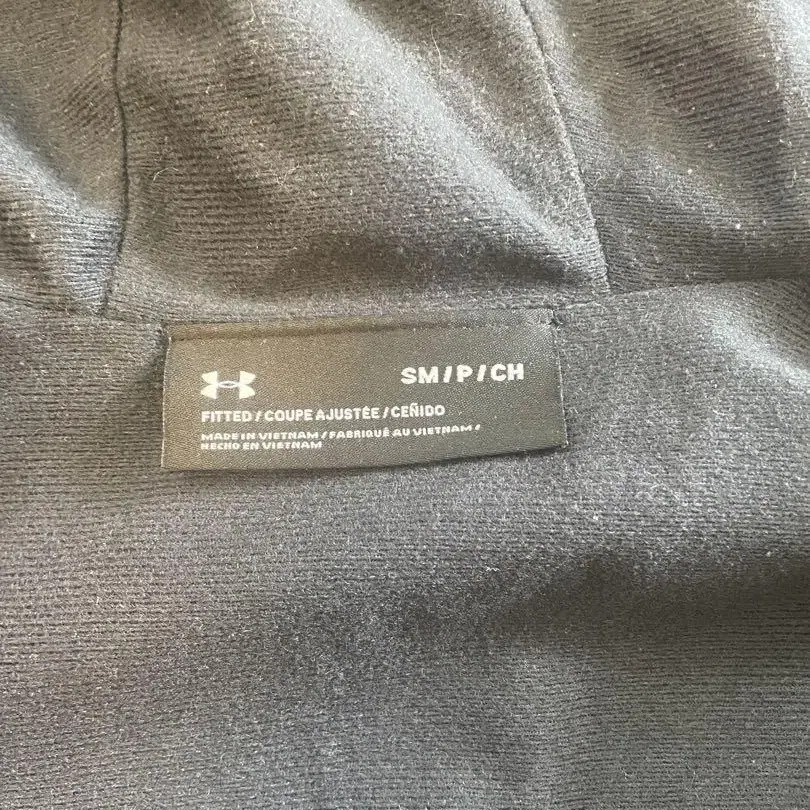 SM/P/CH
FITTED / COUPE AJUSTÉE / CEÑIDO
MADE IN VIETNAM / FABRIQUÉ AU VIETNAM /
HECHO EN VIETNAM